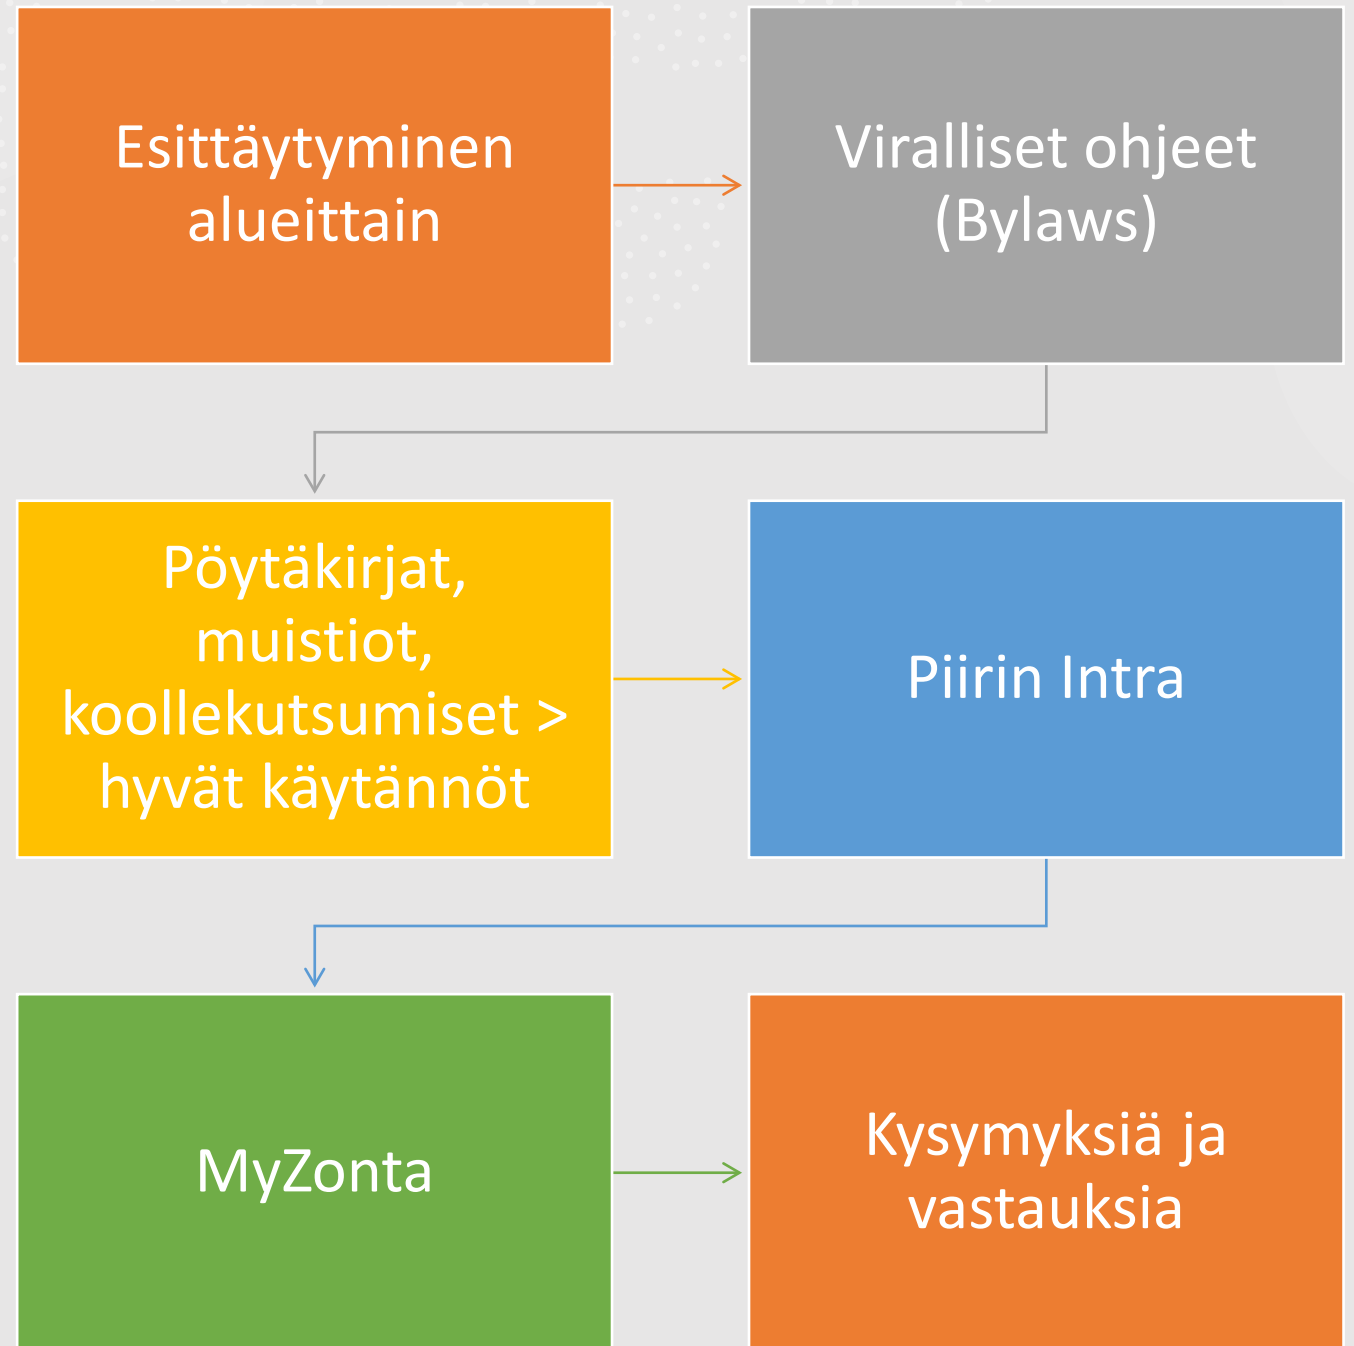 Esittäytyminen
alueittain
Viralliset ohjeet
(Bylaws)
Pöytäkirjat,
muistiot,
koollekutsumiset >
hyvät käytännöt
Piirin Intra
MyZonta
Kysymyksiä ja
vastauksia